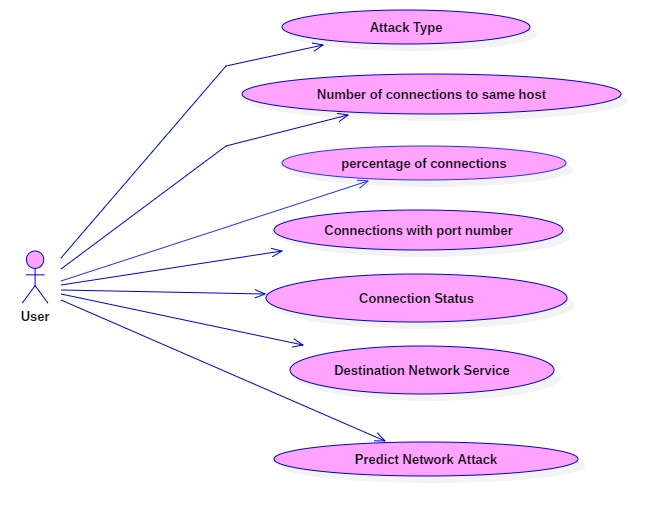 Attack Type
Number of connections to same host
percentage of connections
Connections with port number
Connection Status
User
Destination Network Service
Predict Network Attack